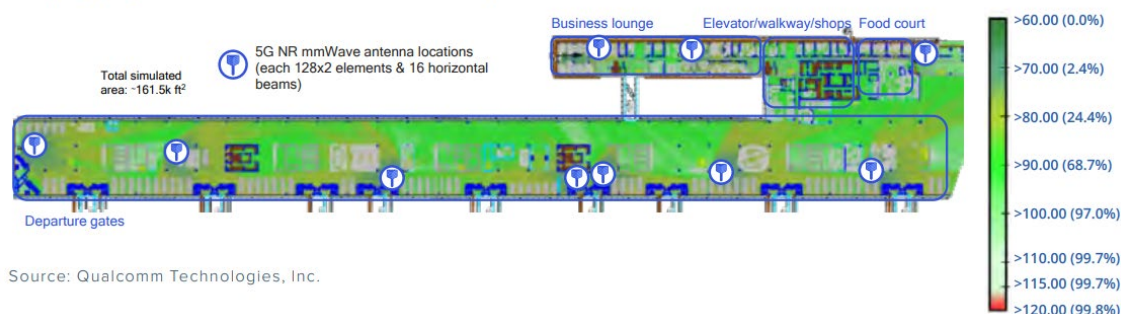 Business lounge
Elevator/walkway/shops
Food court
5G NR mmWave antenna locations
(each 128x2 elements & 16 horizontal
beams)
Total simulated
area: ~161.5k ft²
Departure gates
Source: Qualcomm Technologies, Inc.
>60.00 (0.0%)
>70.00 (2.4%)
>80.00 (24.4%)
>90.00 (68.7%)
>100.00 (97.0%)
>110.00 (99.7%)
>115.00 (99.7%)
>120.00 (99.8%)